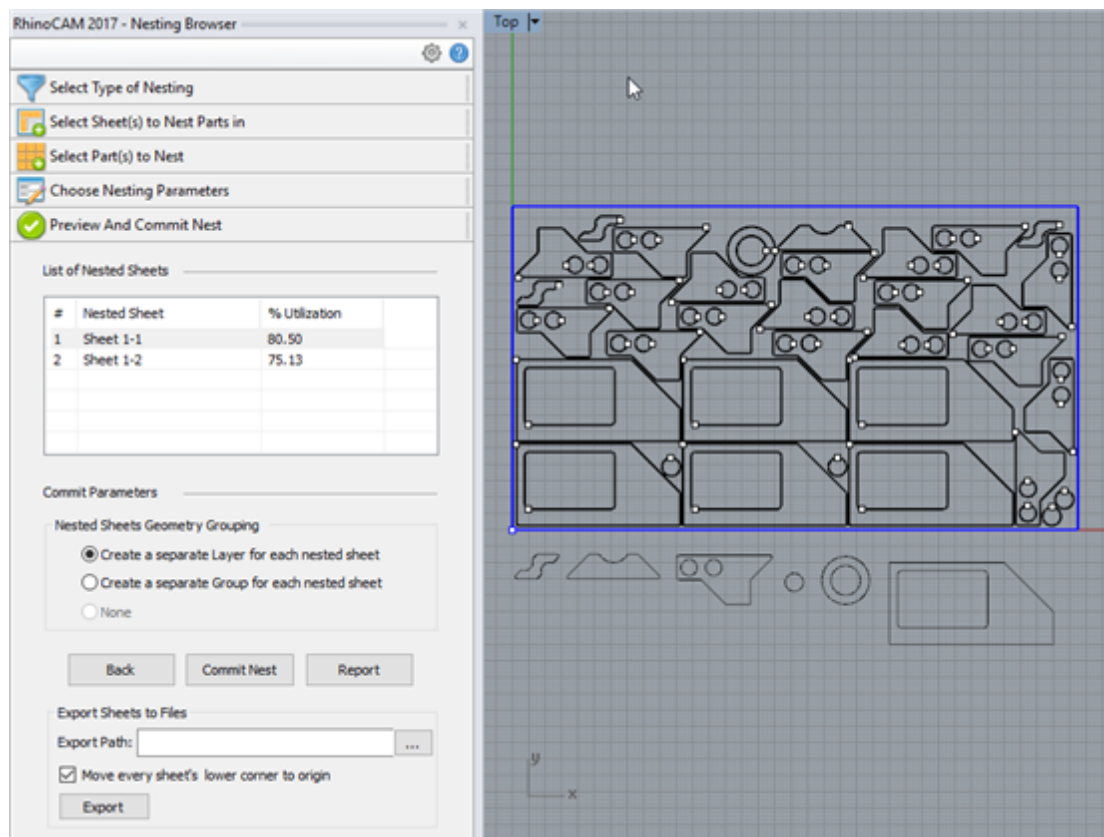 RhinoCAM 2017 - Nesting Browser
Top
Select Type of Nesting
Select Sheet(s) to Nest Parts in
Select Part(s) to Nest
Choose Nesting Parameters
Preview And Commit Nest
List of Nested Sheets
# Nested Sheet % Utilization
1 Sheet 1-1 80.50
2 Sheet 1-2 75.13
Commit Parameters
Nested Sheets Geometry Grouping
Create a separate Layer for each nested sheet
Create a separate Group for each nested sheet
None
Back Commit Nest Report
Export Sheets to Files
Export Path: ...
Move every sheet's lower corner to origin
Export
y
x